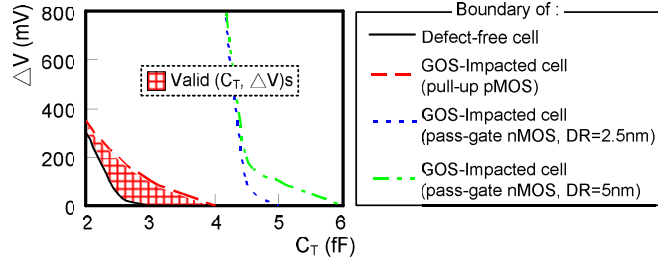 800
600
400
200
0
△V (mV)
Valid (C_T, △V)s
2
3
4
5
6
C_T (fF)
Boundary of :
Defect-free cell
GOS-Impacted cell
(pull-up pMOS)
GOS-Impacted cell
(pass-gate nMOS, DR=2.5nm)
GOS-Impacted cell
(pass-gate nMOS, DR=5nm)